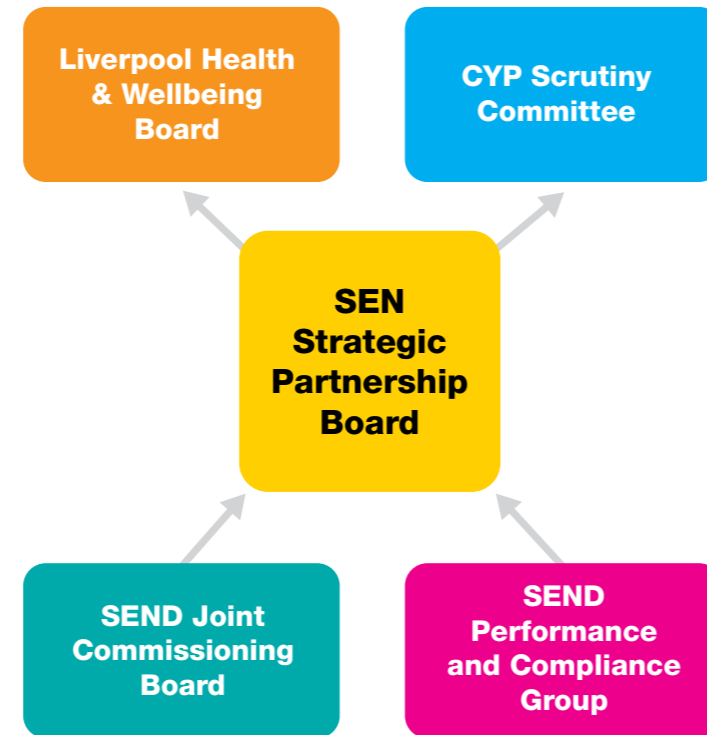 Liverpool Health
& Wellbeing
Board
CYP Scrutiny
Committee
SEN
Strategic
Partnership
Board
SEND Joint
Commissioning
Board
SEND
Performance
and Compliance
Group